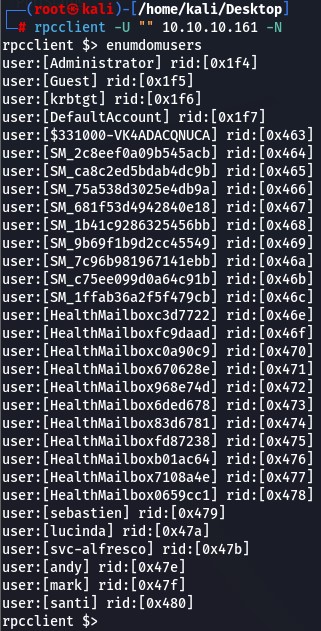 (root㉿kali)-[/home/kali/Desktop]
# rpcclient -U "" 10.10.10.161 -N
rpcclient $> enumdomusers
user:[Administrator] rid:[0x1f4]
user:[Guest] rid:[0x1f5]
user:[krbtgt] rid:[0x1f6]
user:[DefaultAccount] rid:[0x1f7]
user:[$331000-VK4ADACQNUCA] rid:[0x463]
user:[SM_2c8eef0a09b545acb] rid:[0x464]
user:[SM_ca8c2ed5bdab4dc9b] rid:[0x465]
user:[SM_75a538d3025e4db9a] rid:[0x466]
user:[SM_681f53d4942840e18] rid:[0x467]
user:[SM_1b41c9286325456bb] rid:[0x468]
user:[SM_9b69f1b9d2cc45549] rid:[0x469]
user:[SM_7c96b981967141ebb] rid:[0x46a]
user:[SM_c75ee099d0a64c91b] rid:[0x46b]
user:[SM_1ffab36a2f5f479cb] rid:[0x46c]
user:[HealthMailboxc3d7722] rid:[0x46e]
user:[HealthMailboxfc9daad] rid:[0x46f]
user:[HealthMailboxc0a90c9] rid:[0x470]
user:[HealthMailbox670628e] rid:[0x471]
user:[HealthMailbox968e74d] rid:[0x472]
user:[HealthMailbox6ded678] rid:[0x473]
user:[HealthMailbox83d6781] rid:[0x474]
user:[HealthMailboxfd87238] rid:[0x475]
user:[HealthMailboxb01ac64] rid:[0x476]
user:[HealthMailbox7108a4e] rid:[0x477]
user:[HealthMailbox0659cc1] rid:[0x478]
user:[sebastien] rid:[0x479]
user:[lucinda] rid:[0x47a]
user:[svc-alfresco] rid:[0x47b]
user:[andy] rid:[0x47e]
user:[mark] rid:[0x47f]
user:[santi] rid:[0x480]
rpcclient $>